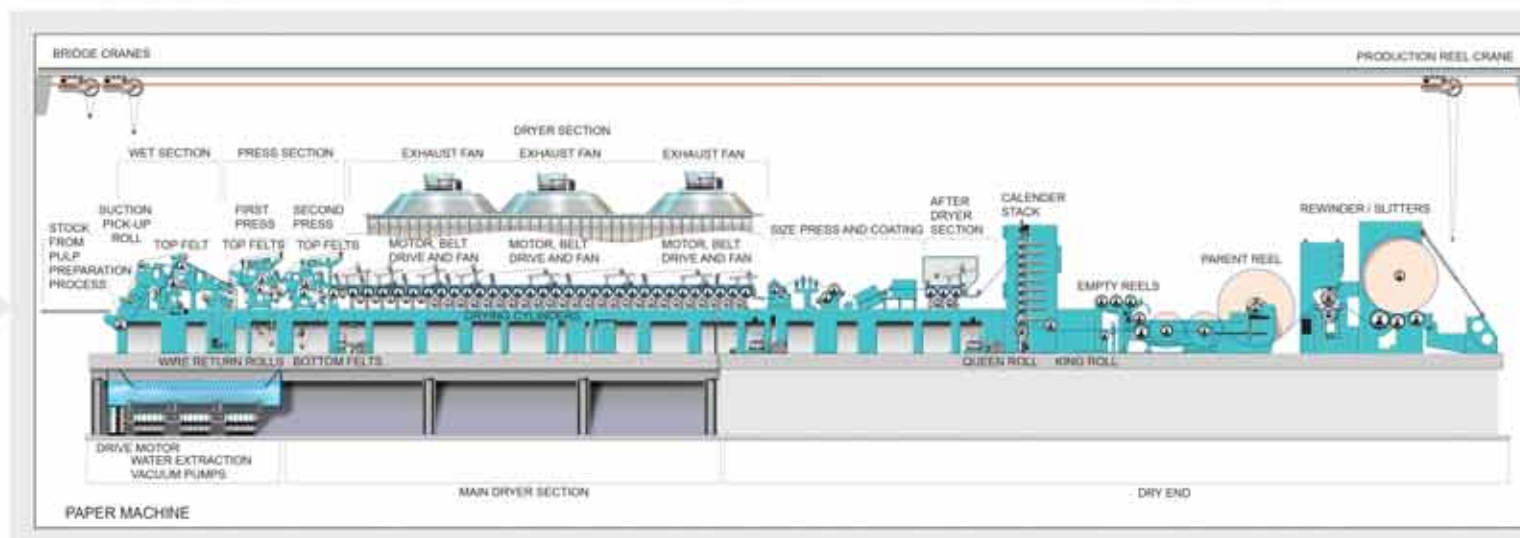 BRIDGE CRANES
PRODUCTION REEL CRANE
DRYER SECTION
WET SECTION
PRESS SECTION
EXHAUST FAN
EXHAUST FAN
EXHAUST FAN
STOCK
FROM
PULP
PREPARATION
PROCESS
SUCTION
PICK-UP
ROLL
TOP FELT
FIRST
PRESS
TOP FELTS
SECOND
PRESS
TOP FELTS
MOTOR, BELT
DRIVE AND FAN
MOTOR, BELT
DRIVE AND FAN
MOTOR, BELT
DRIVE AND FAN
SIZE PRESS AND COATING
AFTER
DRYER
SECTION
CALENDER
STACK
EMPTY REELS
PARENT REEL
REWINDER / SLITTERS
DRYING CYLINDERS
WIRE RETURN ROLLS
BOTTOM FELTS
QUEEN ROLL
KING ROLL
DRIVE MOTOR
WATER EXTRACTION
VACUUM PUMPS
MAIN DRYER SECTION
DRY END
PAPER MACHINE